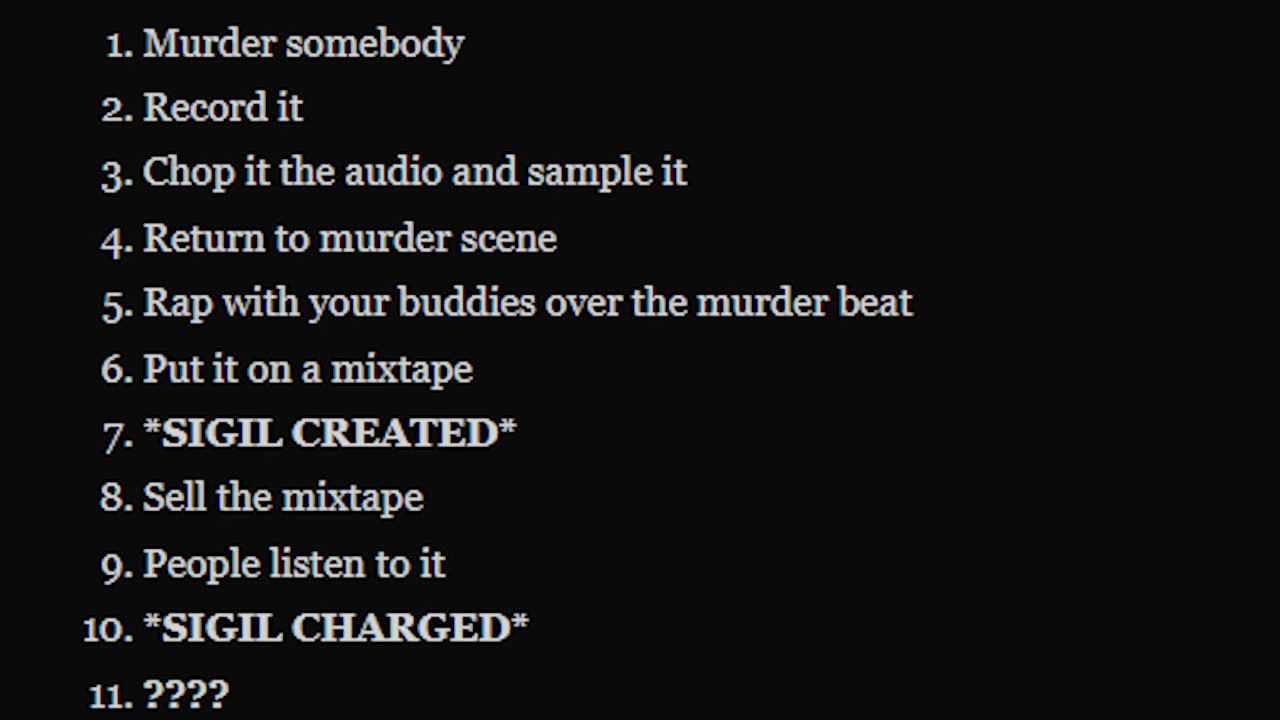 1. Murder somebody
2. Record it
3. Chop it the audio and sample it
4. Return to murder scene
5. Rap with your buddies over the murder beat
6. Put it on a mixtape
7. *SIGIL CREATED*
8. Sell the mixtape
9. People listen to it
10. *SIGIL CHARGED*
11. ????